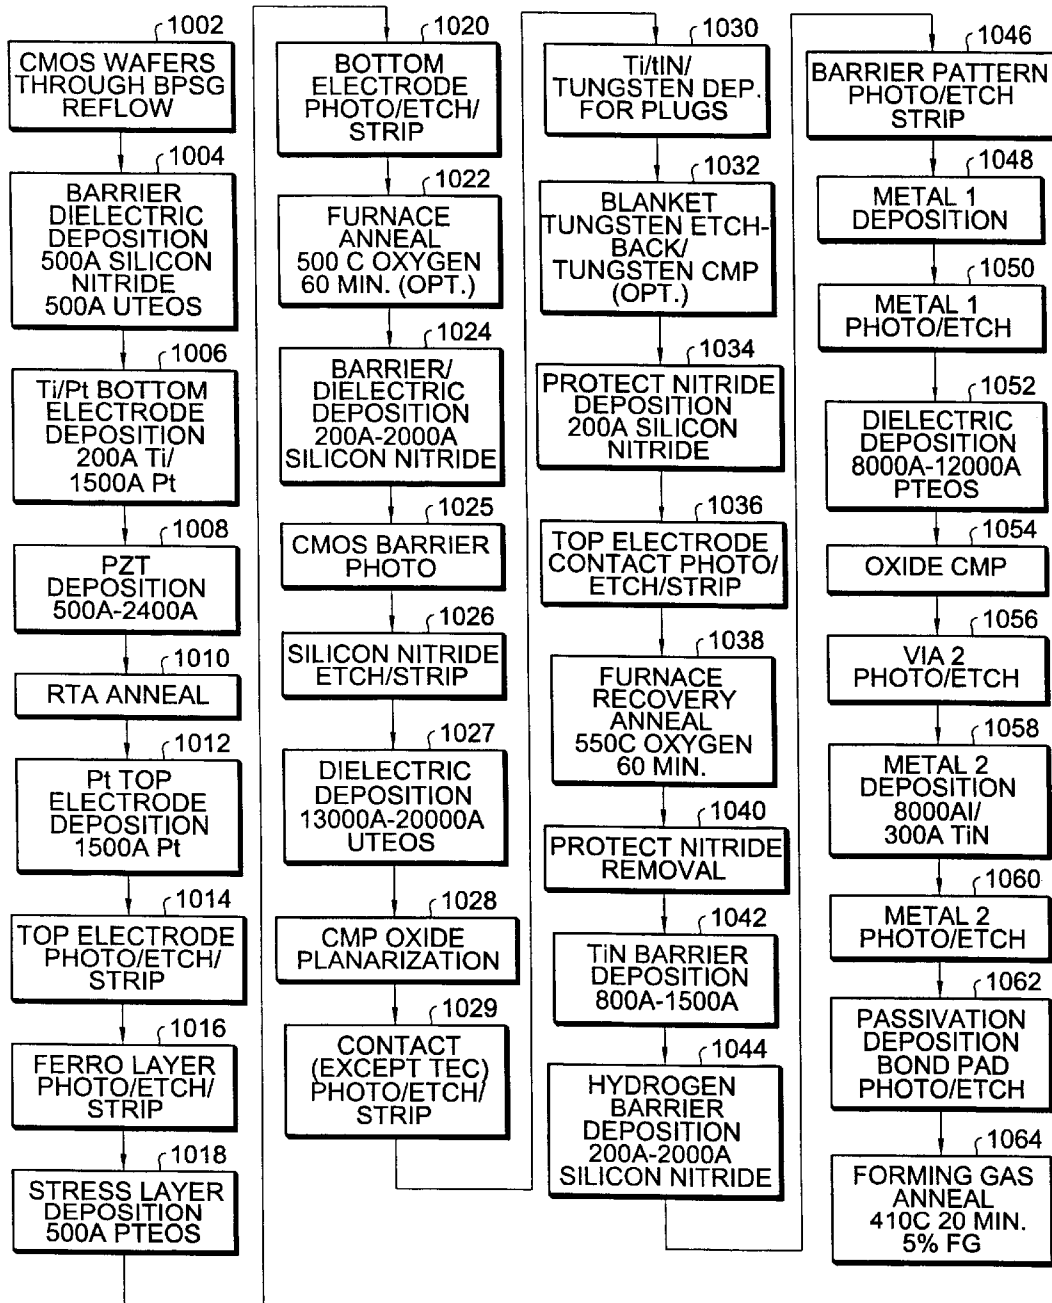 1002
CMOS WAFERS
THROUGH BPSG
REFLOW
1004
BARRIER
DIELECTRIC
DEPOSITION
500A SILICON
NITRIDE
500A UTEOS
1006
Ti/Pt BOTTOM
ELECTRODE
DEPOSITION
200A Ti/
1500A Pt
1008
PZT
DEPOSITION
500A-2400A
1010
RTA ANNEAL
1012
Pt TOP
ELECTRODE
DEPOSITION
1500A Pt
1014
TOP ELECTRODE
PHOTO/ETCH/
STRIP
1016
FERRO LAYER
PHOTO/ETCH/
STRIP
1018
STRESS LAYER
DEPOSITION
500A PTEOS
1020
BOTTOM
ELECTRODE
PHOTO/ETCH/
STRIP
1022
FURNACE
ANNEAL
500 C OXYGEN
60 MIN. (OPT.)
1024
BARRIER/
DIELECTRIC
DEPOSITION
200A-2000A
SILICON NITRIDE
1025
CMOS BARRIER
PHOTO
1026
SILICON NITRIDE
ETCH/STRIP
1027
DIELECTRIC
DEPOSITION
13000A-20000A
UTEOS
1028
CMP OXIDE
PLANARIZATION
1029
CONTACT
(EXCEPT TEC)
PHOTO/ETCH/
STRIP
1030
Ti/tIN/
TUNGSTEN DEP.
FOR PLUGS
1032
BLANKET
TUNGSTEN ETCH-
BACK/
TUNGSTEN CMP
(OPT.)
1034
PROTECT NITRIDE
DEPOSITION
200A SILICON
NITRIDE
1036
TOP ELECTRODE
CONTACT PHOTO/
ETCH/STRIP
1038
FURNACE
RECOVERY
ANNEAL
550C OXYGEN
60 MIN.
1040
PROTECT NITRIDE
REMOVAL
1042
TiN BARRIER
DEPOSITION
800A-1500A
1044
HYDROGEN
BARRIER
DEPOSITION
200A-2000A
SILICON NITRIDE
1046
BARRIER PATTERN
PHOTO/ETCH
STRIP
1048
METAL 1
DEPOSITION
1050
METAL 1
PHOTO/ETCH
1052
DIELECTRIC
DEPOSITION
8000A-12000A
PTEOS
1054
OXIDE CMP
1056
VIA 2
PHOTO/ETCH
1058
METAL 2
DEPOSITION
8000Al/
300A TiN
1060
METAL 2
PHOTO/ETCH
1062
PASSIVATION
DEPOSITION
BOND PAD
PHOTO/ETCH
1064
FORMING GAS
ANNEAL
410C 20 MIN.
5% FG